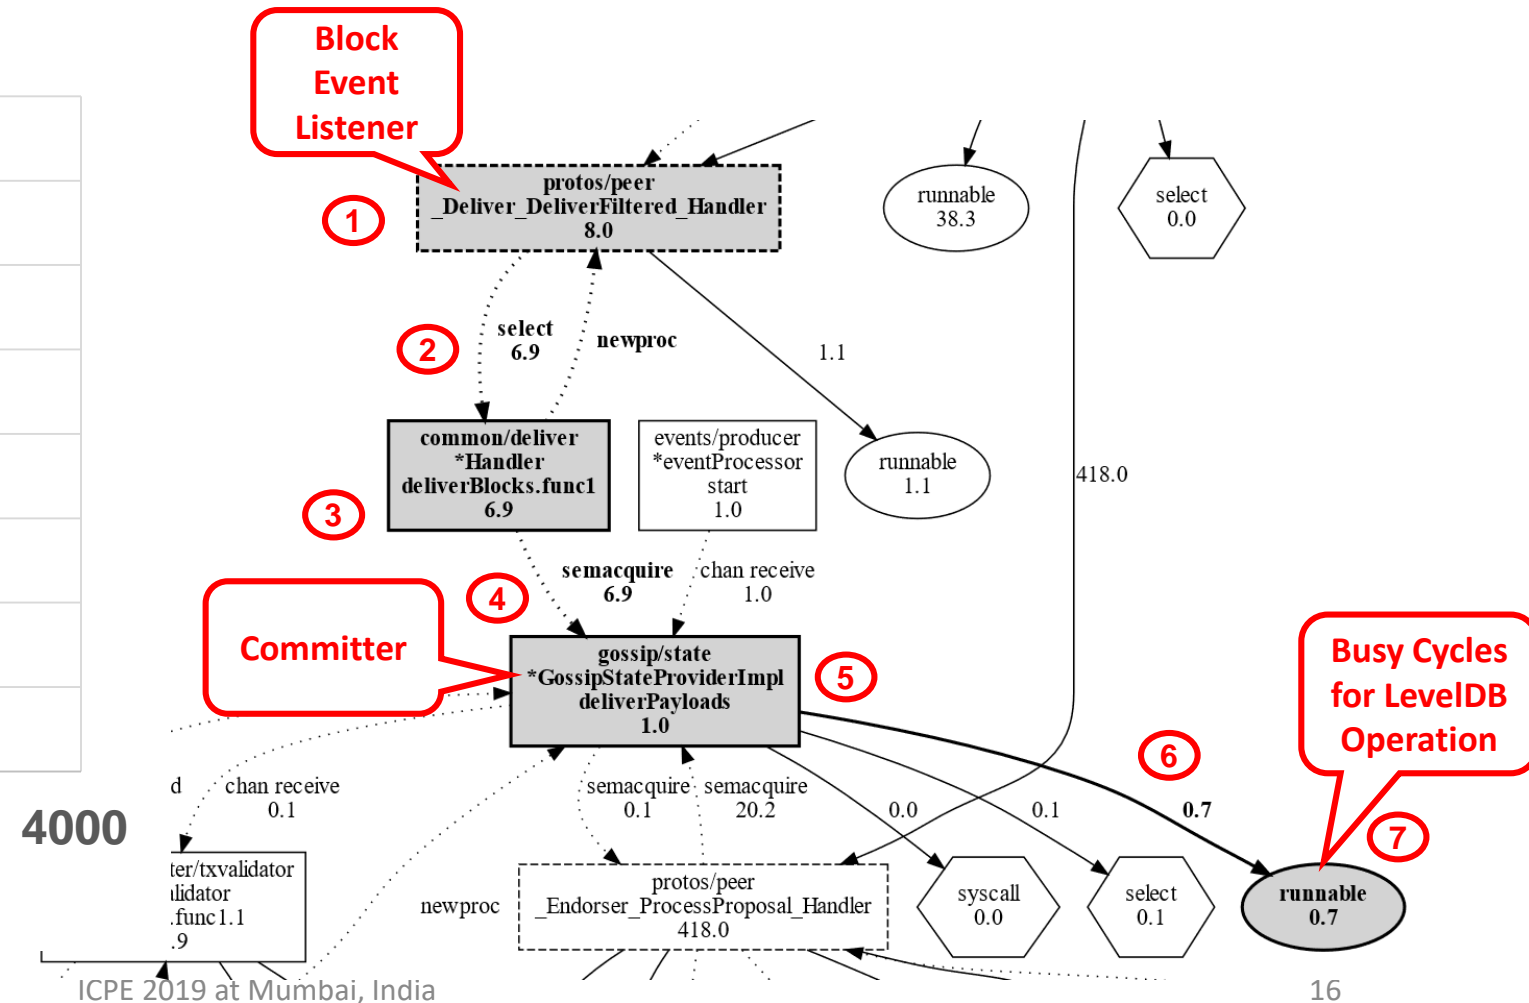 Block
Event
Listener
1
protos/peer
_Deliver_DeliverFiltered_Handler
8.0
runnable
38.3
select
0.0
2
select
6.9
newproc
1.1
common/deliver
*Handler
deliverBlocks.func1
6.9
events/producer
*eventProcessor
start
1.0
runnable
1.1
418.0
3
4
semacquire
6.9
chan receive
1.0
Committer
gossip/state
*GossipStateProviderImpl
deliverPayloads
1.0
5
Busy Cycles
for LevelDB
Operation
6
7
d
chan receive
0.1
semacquire
0.1
semacquire
20.2
0.0
0.1
0.7
4000
ter/txvalidator
alidator
.func1.1
.9
newproc
protos/peer
_Endorser_ProcessProposal_Handler
418.0
syscall
0.0
select
0.1
runnable
0.7
ICPE 2019 at Mumbai, India
16